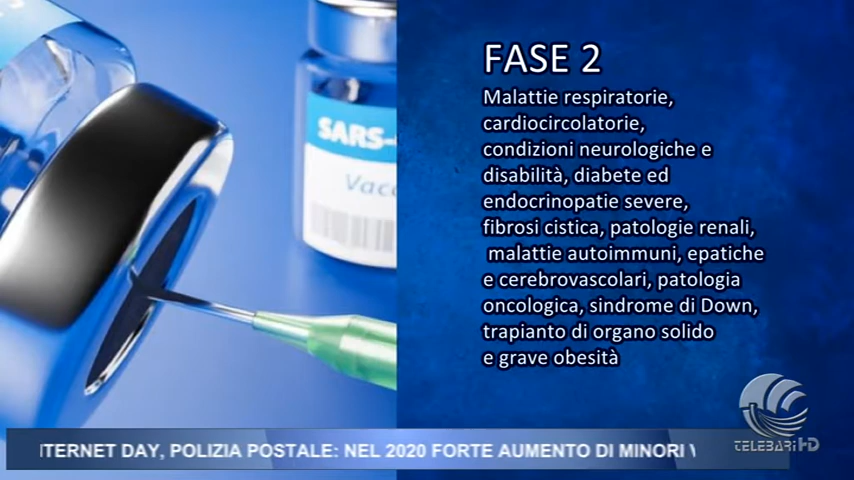 SARS-
Vacc
FASE 2
Malattie respiratorie,
cardiocircolatorie,
condizioni neurologiche e
disabilità, diabete ed
endocrinopatie severe,
fibrosi cistica, patologie renali,
malattie autoimmuni, epatiche
e cerebrovascolari, patologia
oncologica, sindrome di Down,
trapianto di organo solido
e grave obesità
TELEBARI HD
TERNET DAY, POLIZIA POSTALE: NEL 2020 FORTE AUMENTO DI MINORI V